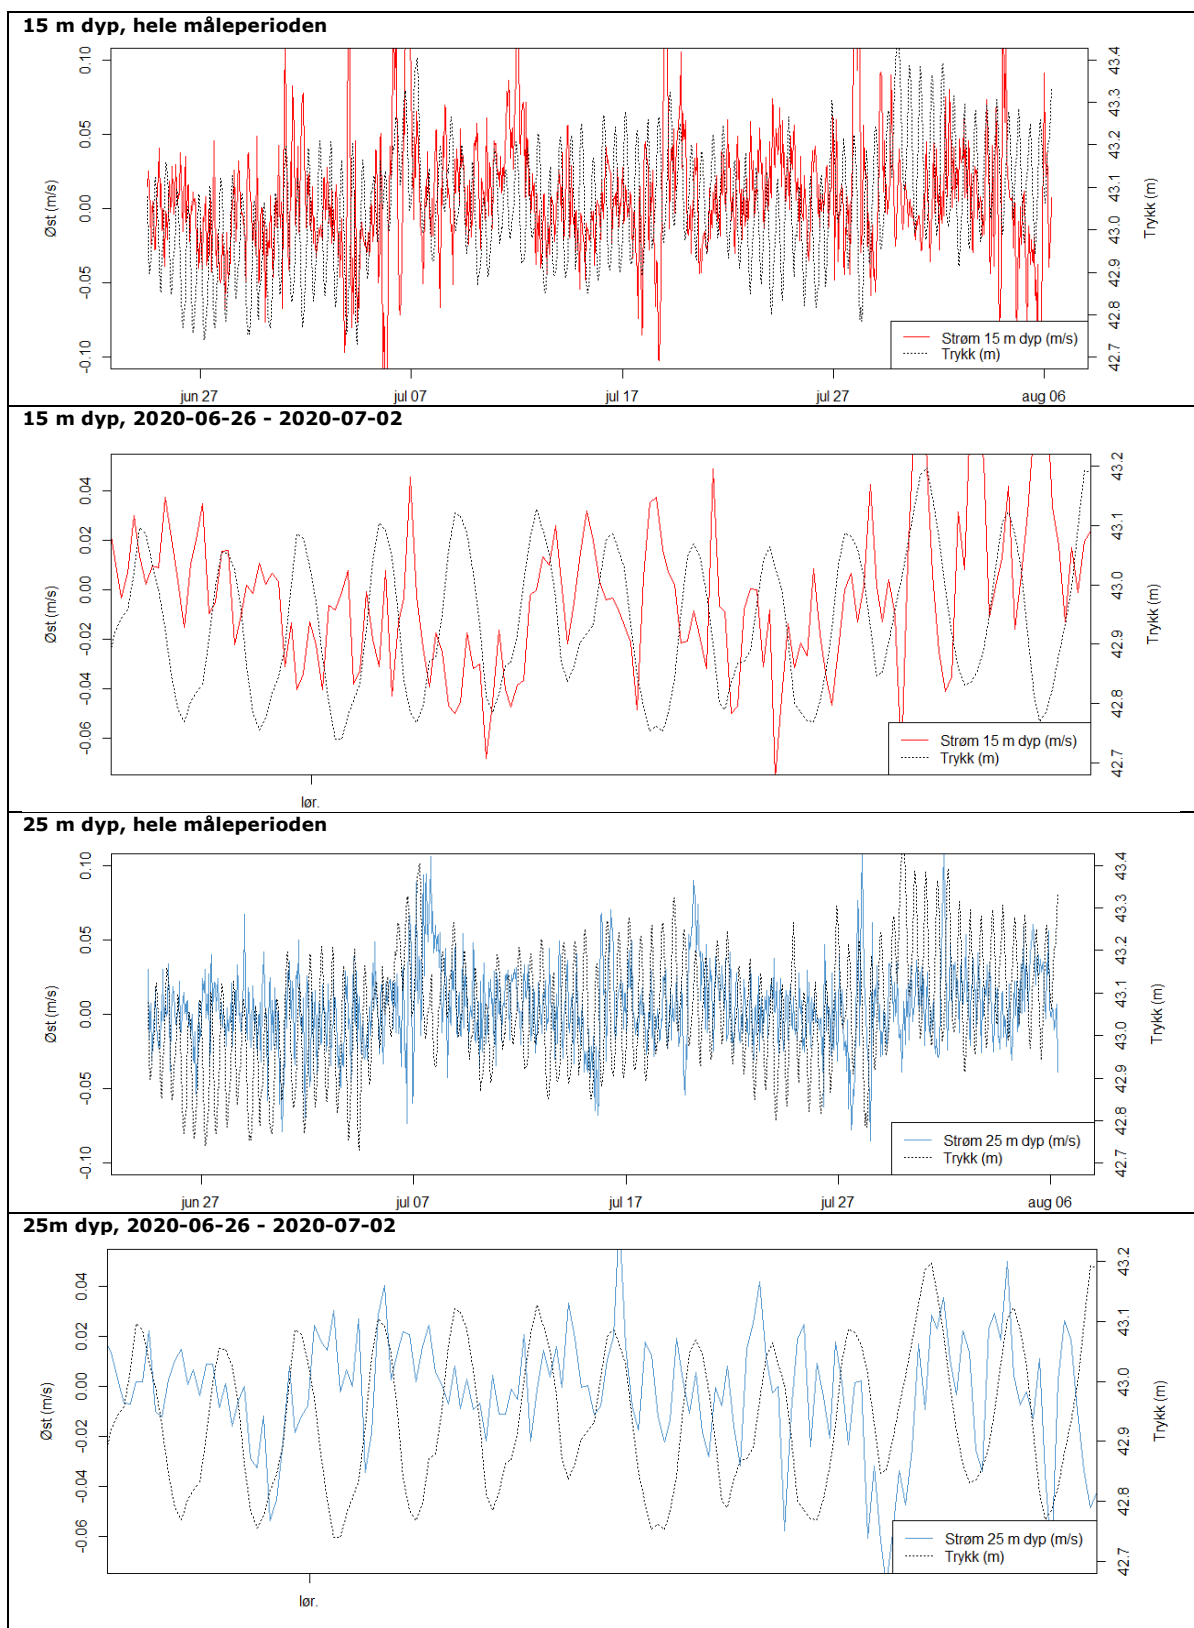 15 m dyp, hele måleperioden
0.10
0.05
0.00
-0.05
-0.10
Øst (m/s)
43.4
43.3
43.2
43.1
43.0
42.9
42.8
42.7
Trykk (m)
Strøm 15 m dyp (m/s)
Trykk (m)
jun 27
jul 07
jul 17
jul 27
aug 06
15 m dyp, 2020-06-26 - 2020-07-02
0.04
0.02
0.00
-0.02
-0.04
-0.06
Øst (m/s)
43.2
43.1
43.0
42.9
42.8
42.7
Trykk (m)
Strøm 15 m dyp (m/s)
Trykk (m)
lør.
25 m dyp, hele måleperioden
0.10
0.05
0.00
-0.05
-0.10
Øst (m/s)
43.4
43.3
43.2
43.1
43.0
42.9
42.8
42.7
Trykk (m)
Strøm 25 m dyp (m/s)
Trykk (m)
jun 27
jul 07
jul 17
jul 27
aug 06
25m dyp, 2020-06-26 - 2020-07-02
0.04
0.02
0.00
-0.02
-0.04
-0.06
Øst (m/s)
43.2
43.1
43.0
42.9
42.8
42.7
Trykk (m)
Strøm 25 m dyp (m/s)
Trykk (m)
lør.